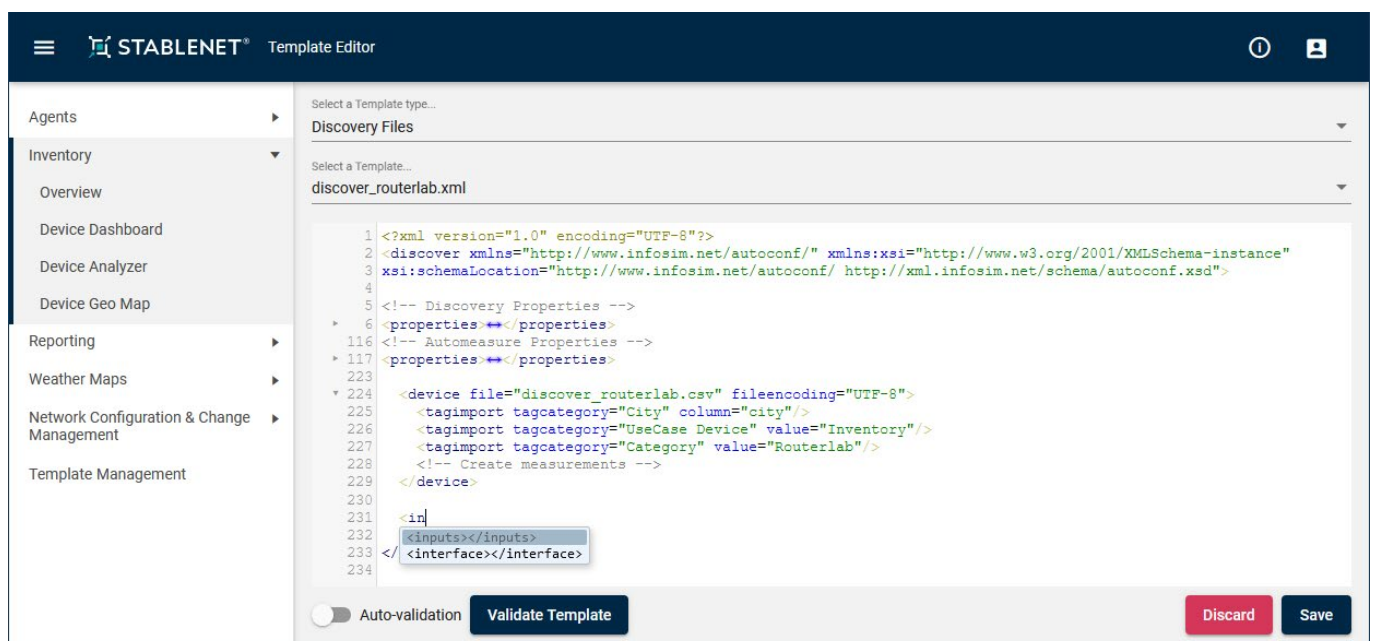 STABLENET® Template Editor
Agents
Inventory
Overview
Device Dashboard
Device Analyzer
Device Geo Map
Reporting
Weather Maps
Network Configuration & Change
Management
Template Management
Select a Template type...
Discovery Files
Select a Template...
discover_routerlab.xml
1 <?xml version="1.0" encoding="UTF-8"?>
2 <discover xmlns="http://www.infosim.net/autoconf/" xmlns:xsi="http://www.w3.org/2001/XMLSchema-instance"
3 xsi:schemaLocation="http://www.infosim.net/autoconf/ http://xml.infosim.net/schema/autoconf.xsd">
4
5 <!-- Discovery Properties -->
6 <properties>↔</properties>
116 <!-- Automeasure Properties -->
117 <properties>↔</properties>
223
224 <device file="discover_routerlab.csv" fileencoding="UTF-8">
225 <tagimport tagcategory="City" column="city"/>
226 <tagimport tagcategory="UseCase Device" value="Inventory"/>
227 <tagimport tagcategory="Category" value="Routerlab"/>
228 <!-- Create measurements -->
229 </device>
230
231 <in
232 <inputs></inputs>
233 </ <interface></interface>
234
Auto-validation Validate Template Discard Save